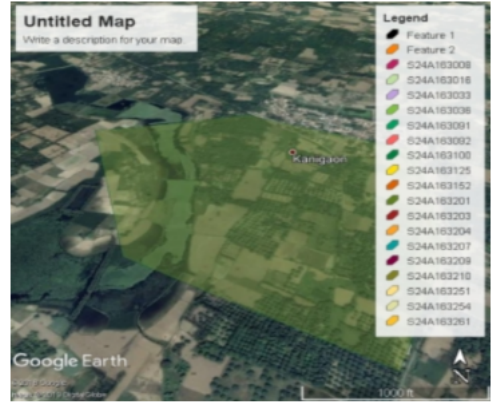 Untitled Map
Write a description for your map.
Legend
Feature 1
Feature 2
S24A163008
S24A163016
S24A163033
S24A163036
S24A163091
S24A163092
S24A163100
S24A163125
S24A163152
S24A163201
S24A163203
S24A163204
S24A163207
S24A163209
S24A163210
S24A163251
S24A163254
S24A163261
Kanigaon
Google Earth
1000 ft